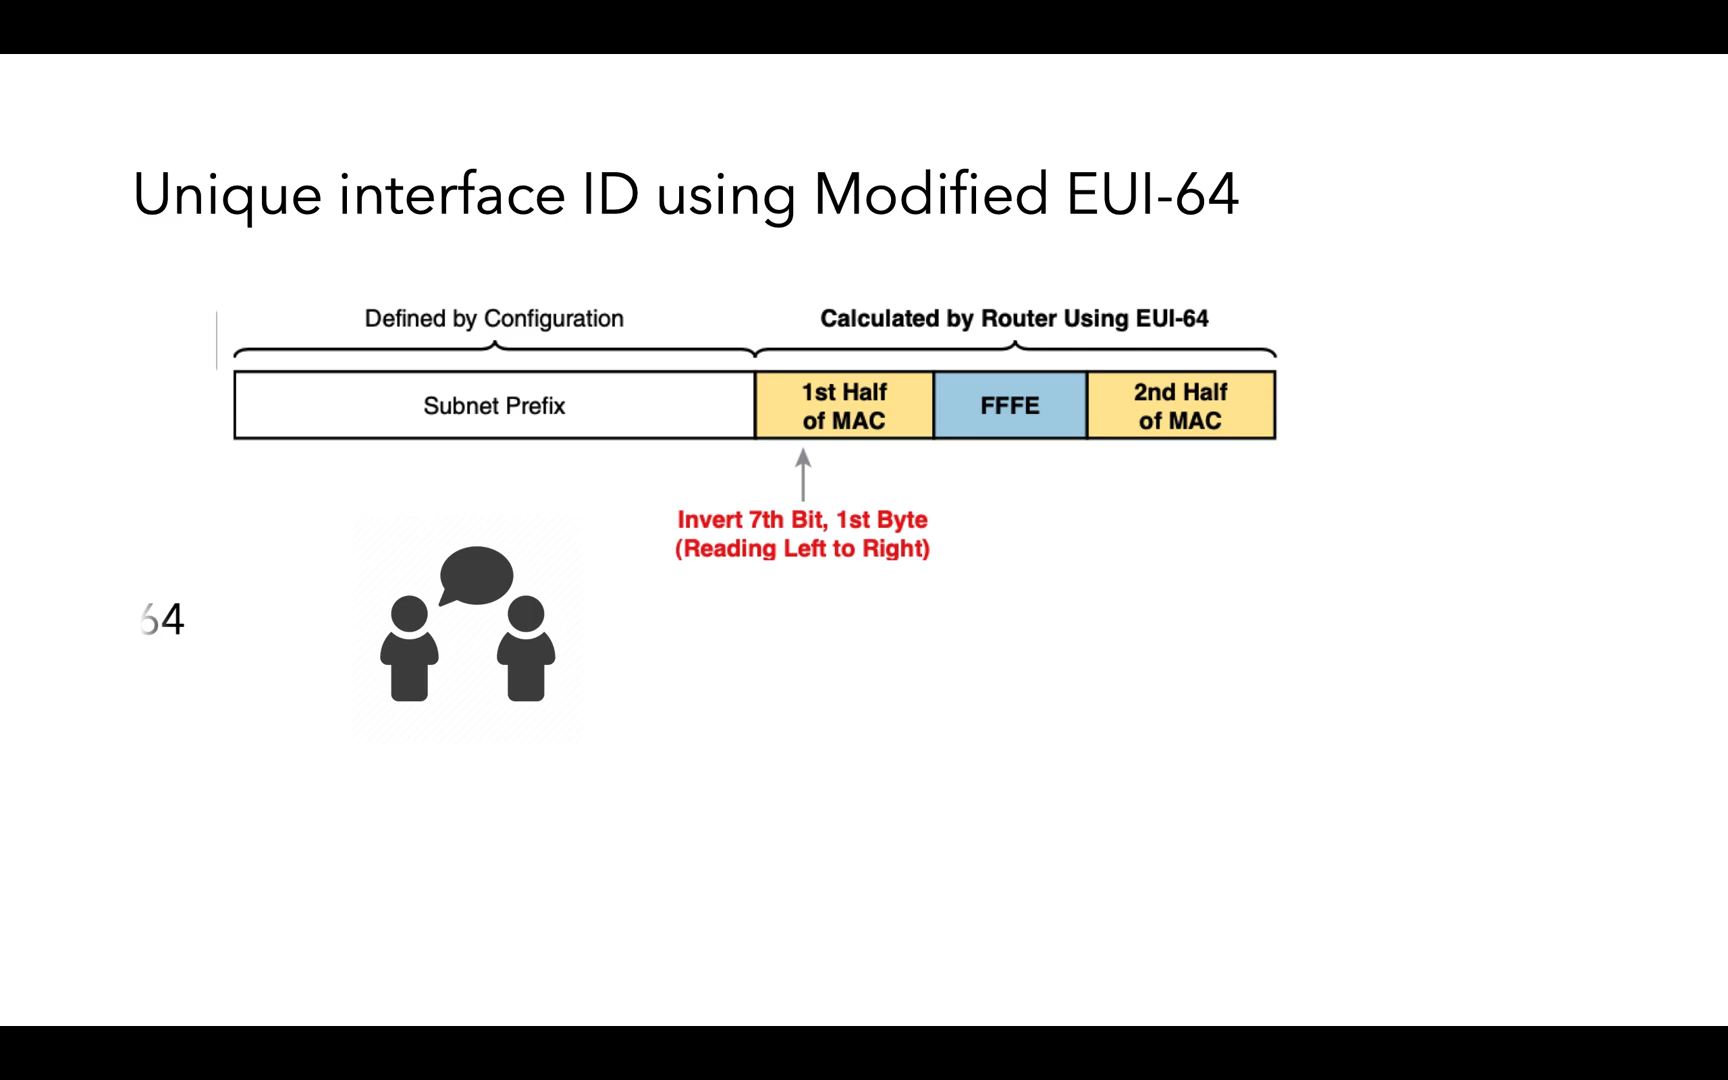 Unique interface ID using Modified EUI-64
Defined by Configuration
Calculated by Router Using EUI-64
Subnet Prefix
1st Half
of MAC
FFFE
2nd Half
of MAC
Invert 7th Bit, 1st Byte
(Reading Left to Right)
64